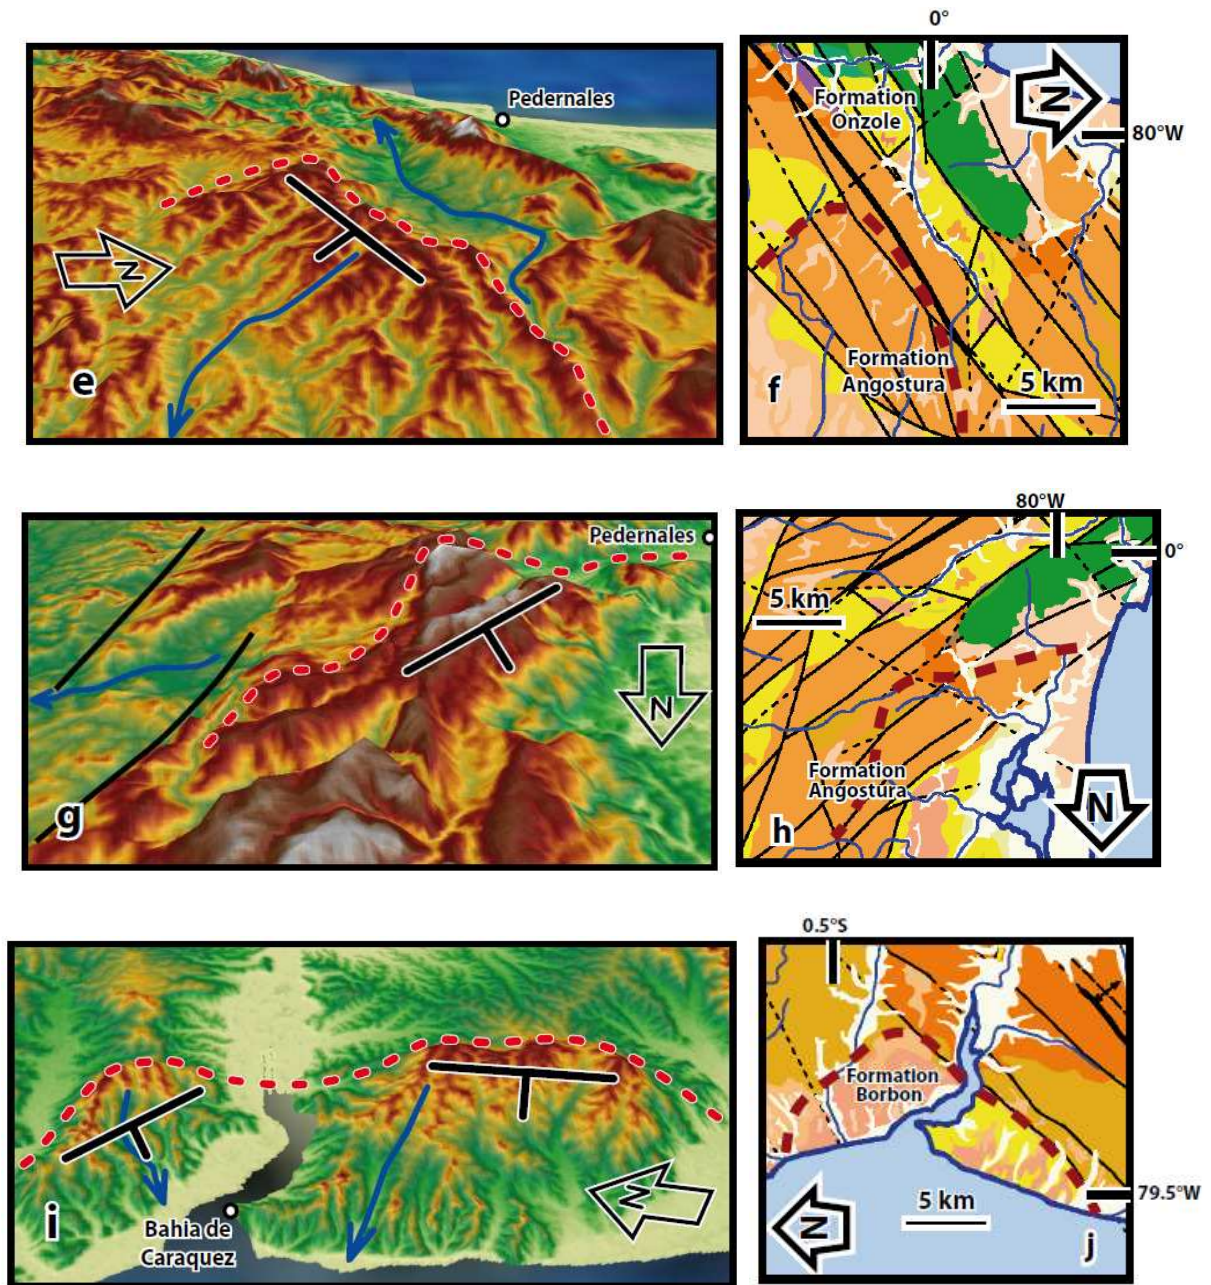 0°
Pedernales
N
e
Formation
Onzole
N
80°W
Formation
Angostura
5 km
f
80°W
Pedernales
N
g
0°
5 km
Formation
Angostura
N
h
0.5°S
N
Bahia de
Caraquez
i
Formation
Borbon
79.5°W
N
5 km
j